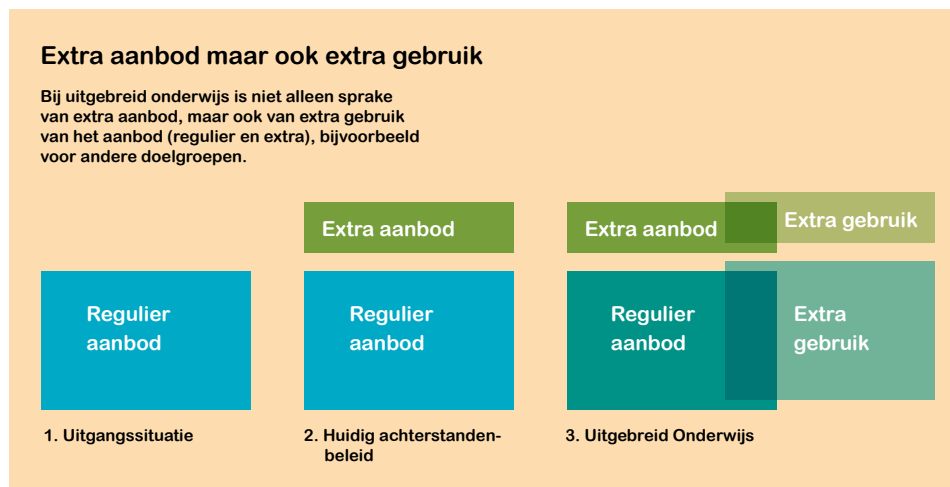 Extra aanbod maar ook extra gebruik
Bij uitgebreid onderwijs is niet alleen sprake
van extra aanbod, maar ook van extra gebruik
van het aanbod (regulier en extra), bijvoorbeeld
voor andere doelgroepen.
Regulier
aanbod
1. Uitgangssituatie
Extra aanbod
Regulier
aanbod
2. Huidig achterstanden-
beleid
Extra aanbod
Extra gebruik
Regulier
aanbod
Extra
gebruik
3. Uitgebreid Onderwijs